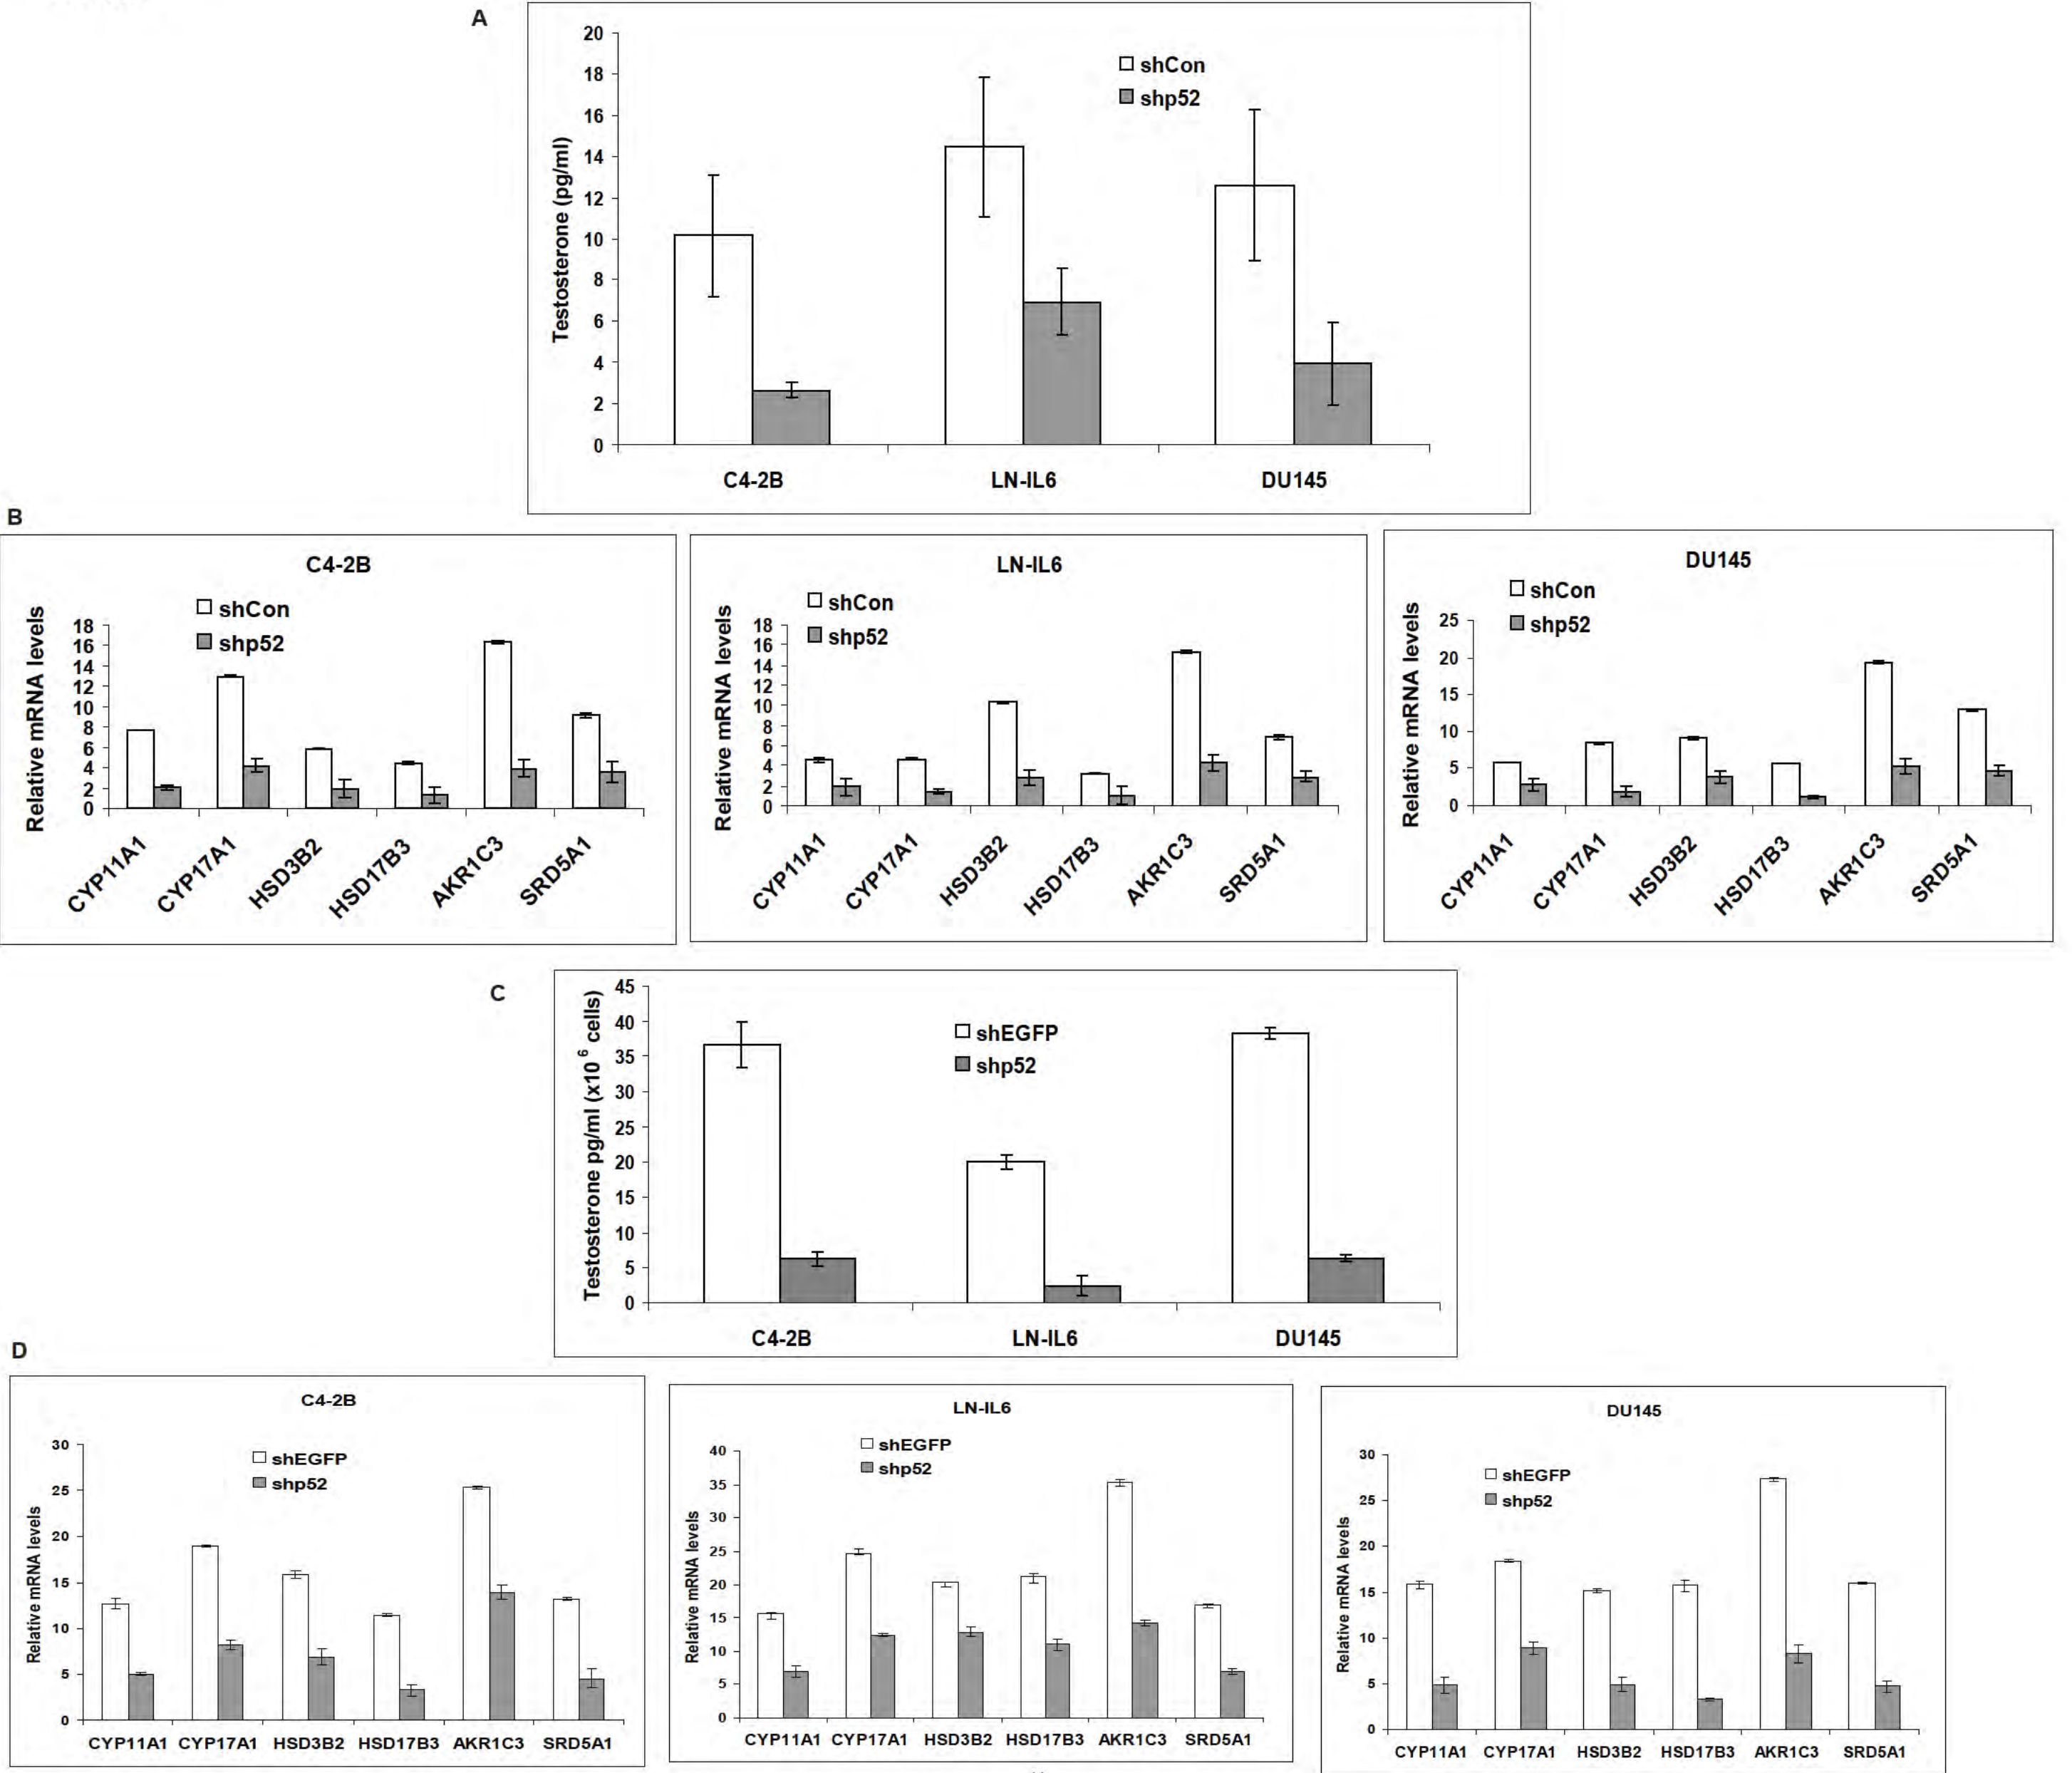 A
20
18
16
14
12
10
8
6
4
2
0
Testosterone (pg/ml)
shCon
shp52
C4-2B
LN-IL6
DU145
B
C4-2B
shCon
shp52
Relative mRNA levels
18
16
14
12
10
8
6
4
2
0
CYP11A1
CYP17A1
HSD3B2
HSD17B3
AKR1C3
SRD5A1
LN-IL6
shCon
shp52
Relative mRNA levels
18
16
14
12
10
8
6
4
2
0
CYP11A1
CYP17A1
HSD3B2
HSD17B3
AKR1C3
SRD5A1
DU145
shCon
shp52
Relative mRNA levels
25
20
15
10
5
0
CYP11A1
CYP17A1
HSD3B2
HSD17B3
AKR1C3
SRD5A1
C
Testosterone pg/ml (x10 6 cells)
45
40
35
30
25
20
15
10
5
0
shEGFP
shp52
C4-2B
LN-IL6
DU145
D
C4-2B
shEGFP
shp52
Relative mRNA levels
30
25
20
15
10
5
0
CYP11A1 CYP17A1 HSD3B2 HSD17B3 AKR1C3 SRD5A1
LN-IL6
shEGFP
shp52
Relative mRNA levels
40
35
30
25
20
15
10
5
0
CYP11A1 CYP17A1 HSD3B2 HSD17B3 AKR1C3 SRD5A1
DU145
shEGFP
shp52
Relative mRNA levels
30
25
20
15
10
5
0
CYP11A1 CYP17A1 HSD3B2 HSD17B3 AKR1C3 SRD5A1